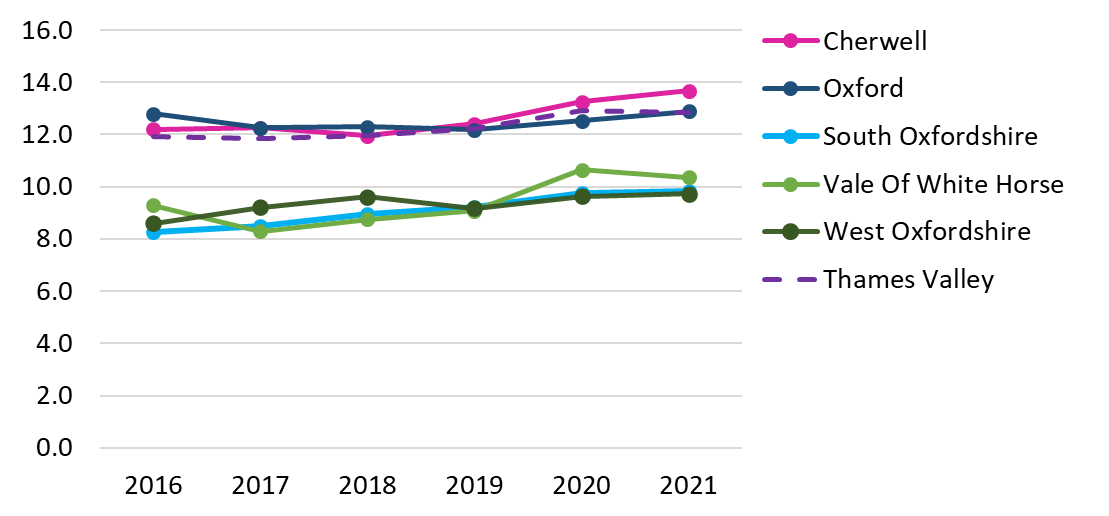 16.0
14.0
12.0
10.0
8.0
6.0
4.0
2.0
0.0
2016 2017 2018 2019 2020 2021
Cherwell
Oxford
South Oxfordshire
Vale Of White Horse
West Oxfordshire
Thames Valley